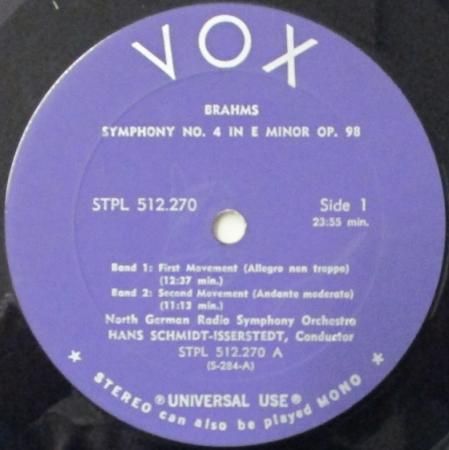 VOX
BRAHMS
SYMPHONY NO. 4 IN E MINOR OP. 98
STPL 512.270
Side 1
23:55 min.
Band 1: First Movement (Allegro non troppo)
(12:37 min.)
Band 2: Second Movement (Andante moderato)
(11:13 min.)
North German Radio Symphony Orchestra
HANS SCHMIDT-ISSERSTEDT, Conductor
STPL 512.270 A
(S-284-A)
® UNIVERSAL USE ®
★ STEREO can also be played MONO ★